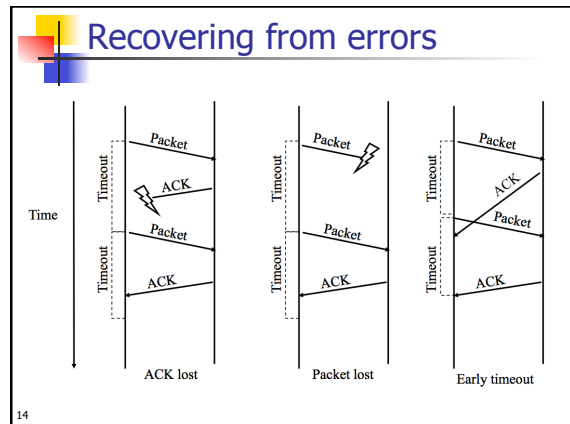 Recovering from errors
Time
Timeout
Packet
ACK
Timeout
Packet
ACK
ACK lost
Timeout
Packet
Timeout
Packet
ACK
Packet lost
Timeout
Packet
ACK
Timeout
Packet
ACK
Early timeout
14